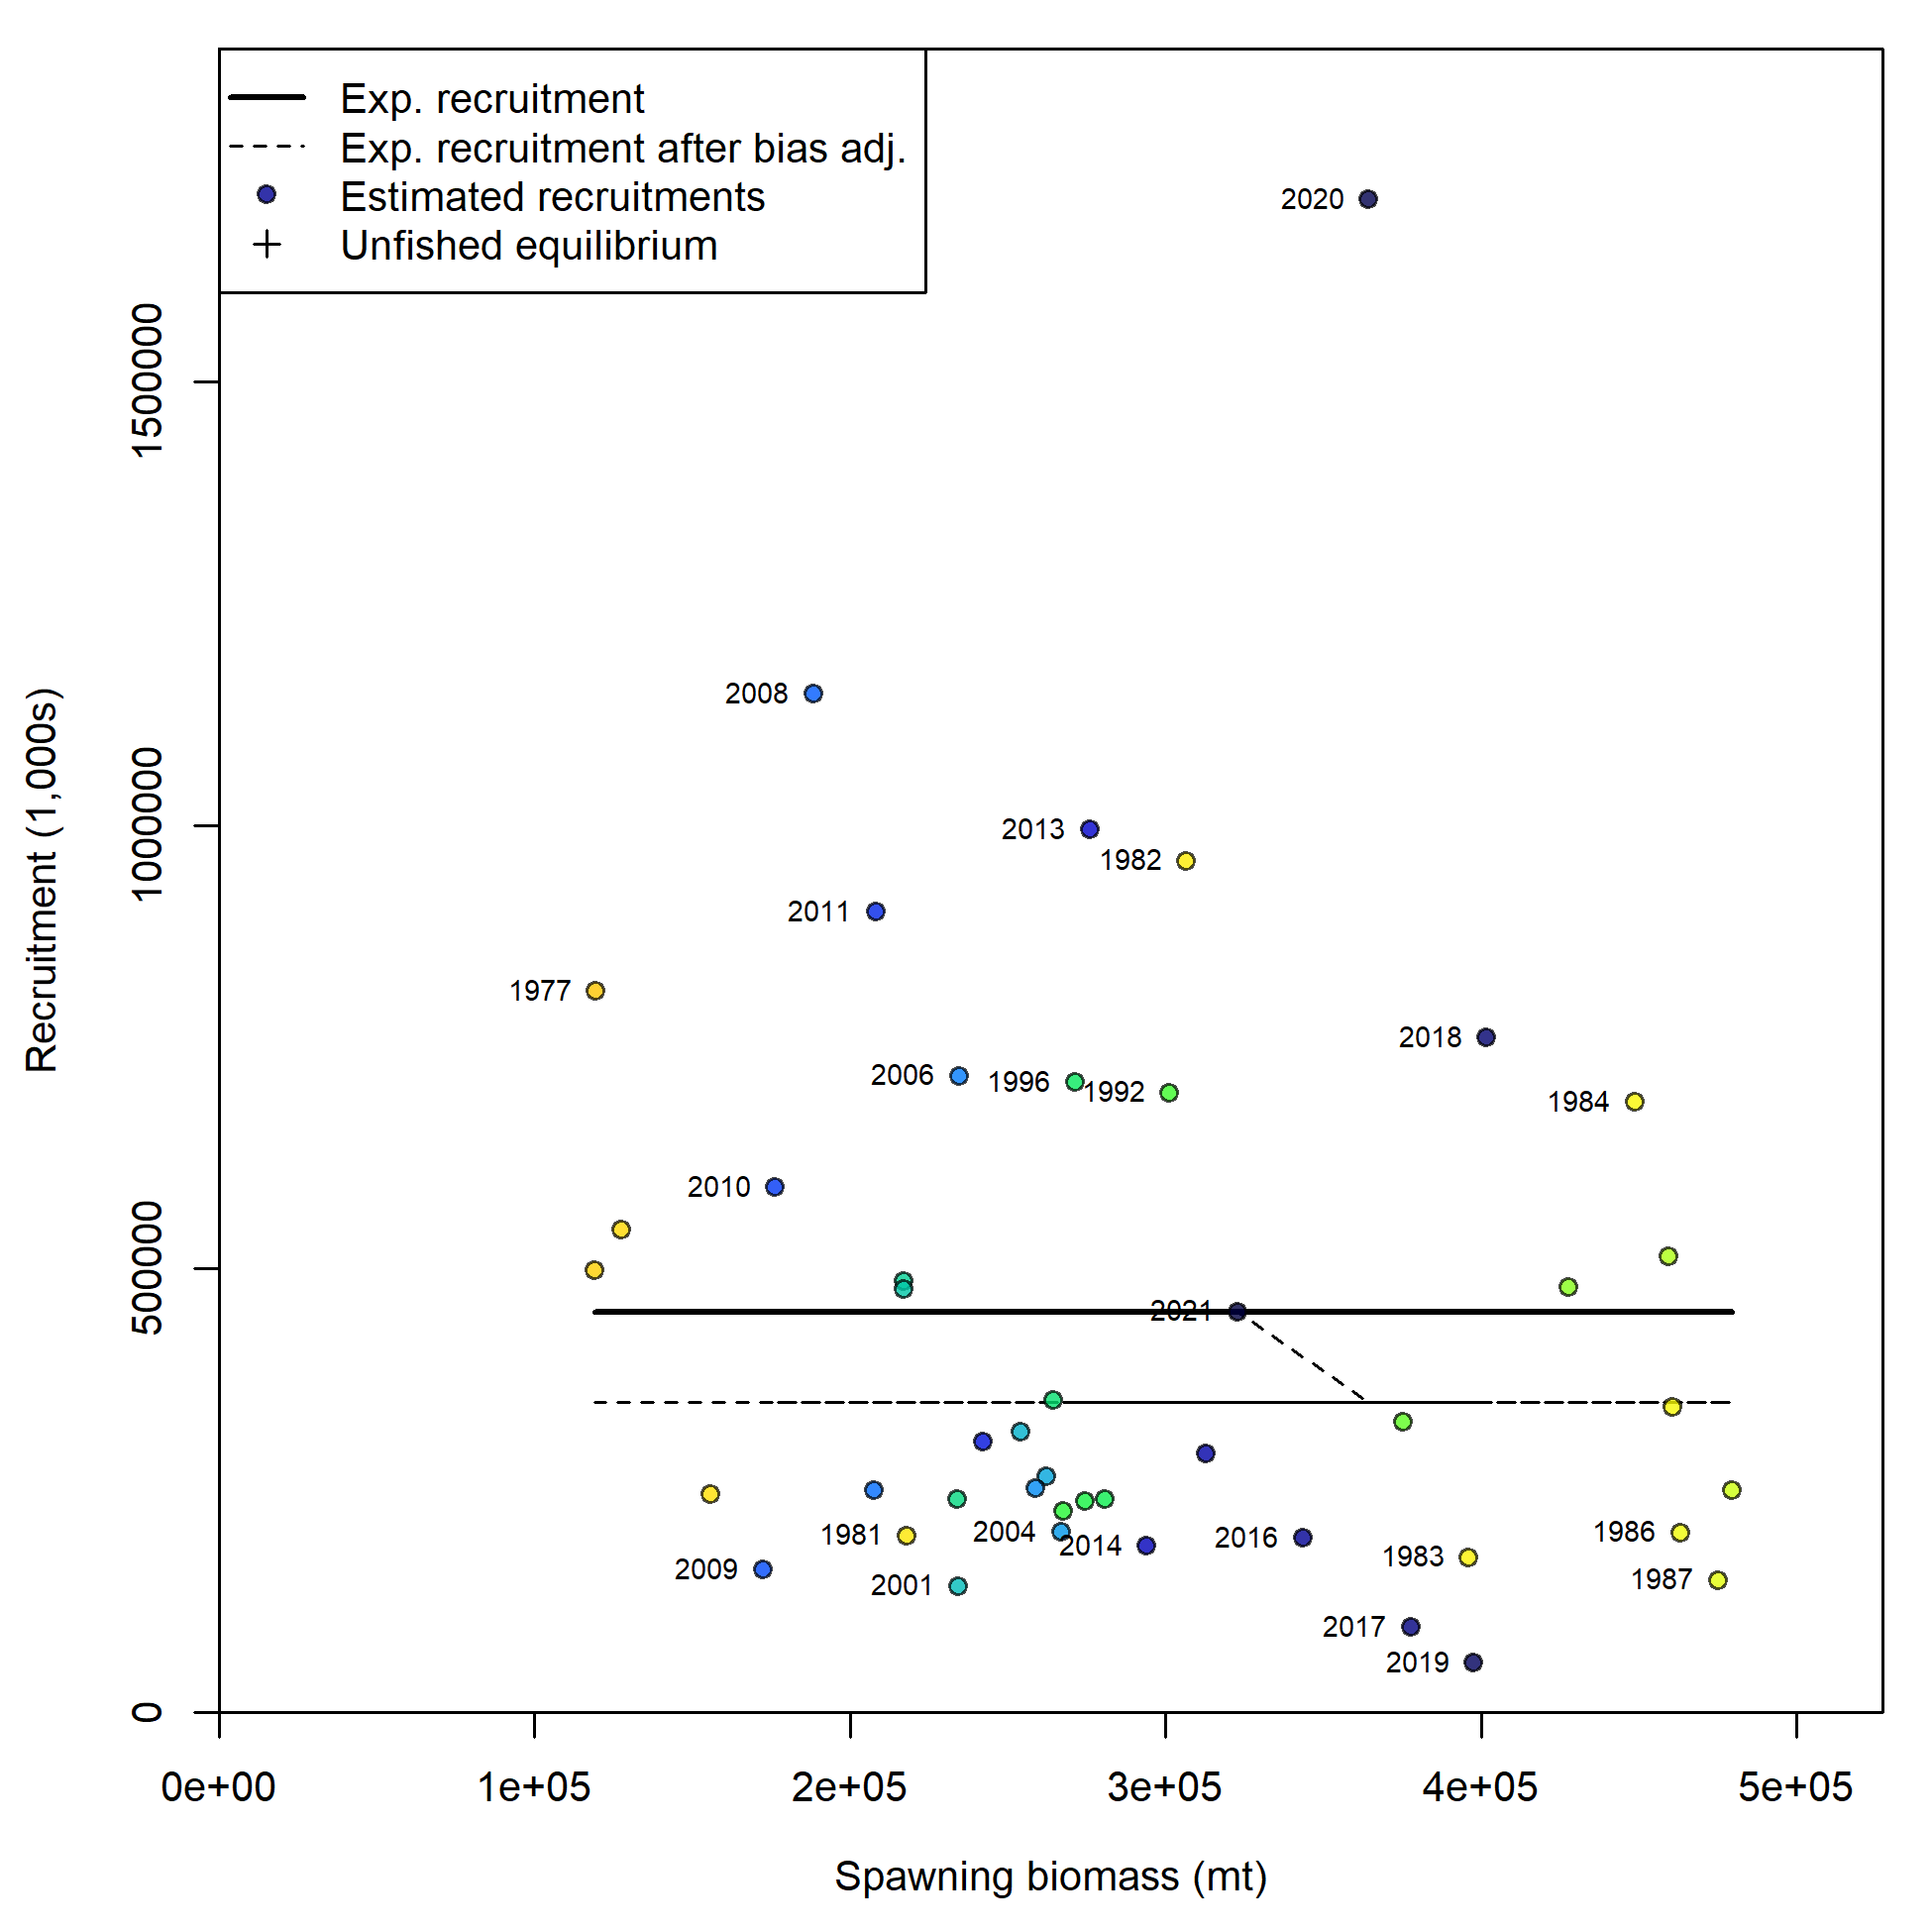 Exp. recruitment
Exp. recruitment after bias adj.
Estimated recruitments
Unfished equilibrium
2020
1500000
2008
1000000
2013
1982
2011
1977
2018
2006
1996
1992
1984
2010
500000
2021
1981
2004
2014
2016
1986
1983
2009
2001
1987
2017
2019
0
Recruitment (1,000s)
0e+00
1e+05
2e+05
3e+05
4e+05
5e+05
Spawning biomass (mt)